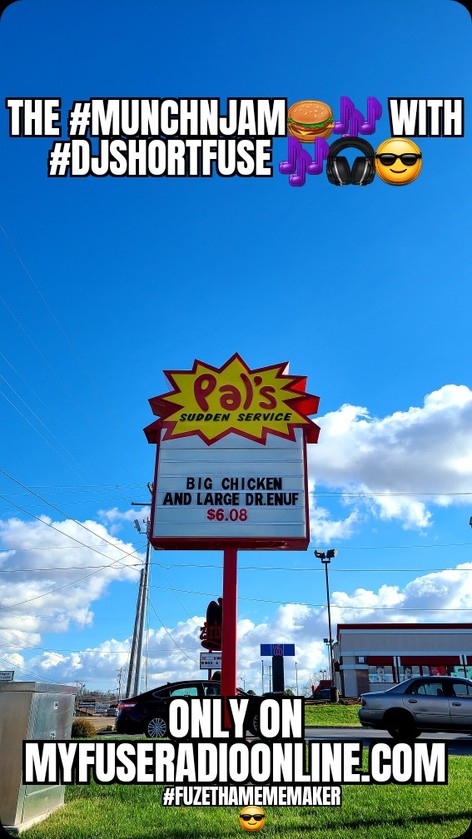 THE #MUNCHNJAM🍔🎶 WITH
#DJSHORTFUSE 🎶🎧😎
Pal's
SUDDEN SERVICE
BIG CHICKEN
AND LARGE DR.ENUF
$6.08
ONLY ON
MYFUSERADIOONLINE.COM
#FUZETHAMEMEMAKER
😎